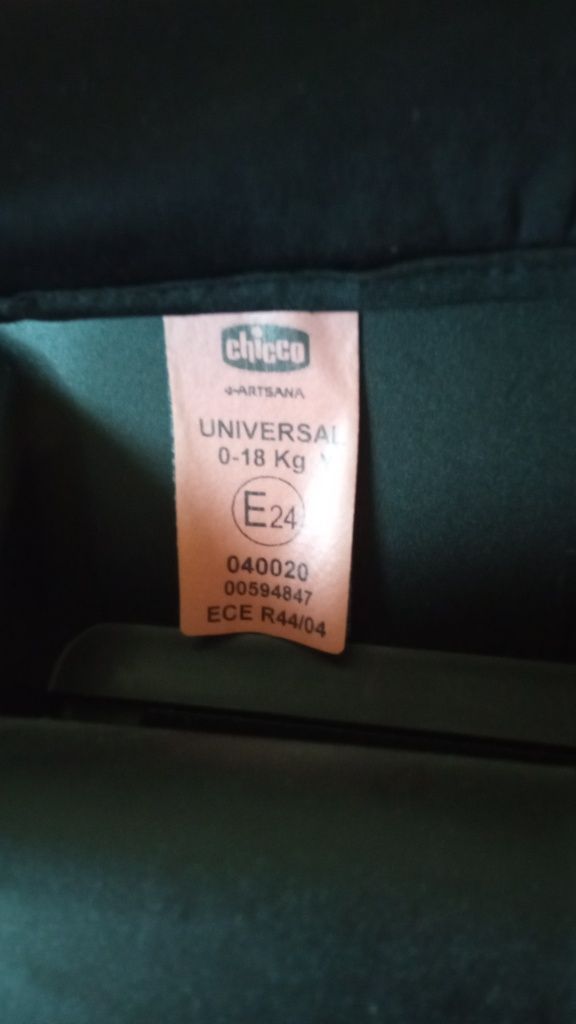 chicco
ARTSANA
UNIVERSAL
0-18 Kg Y
E24
040020
00594847
ECE R44/04